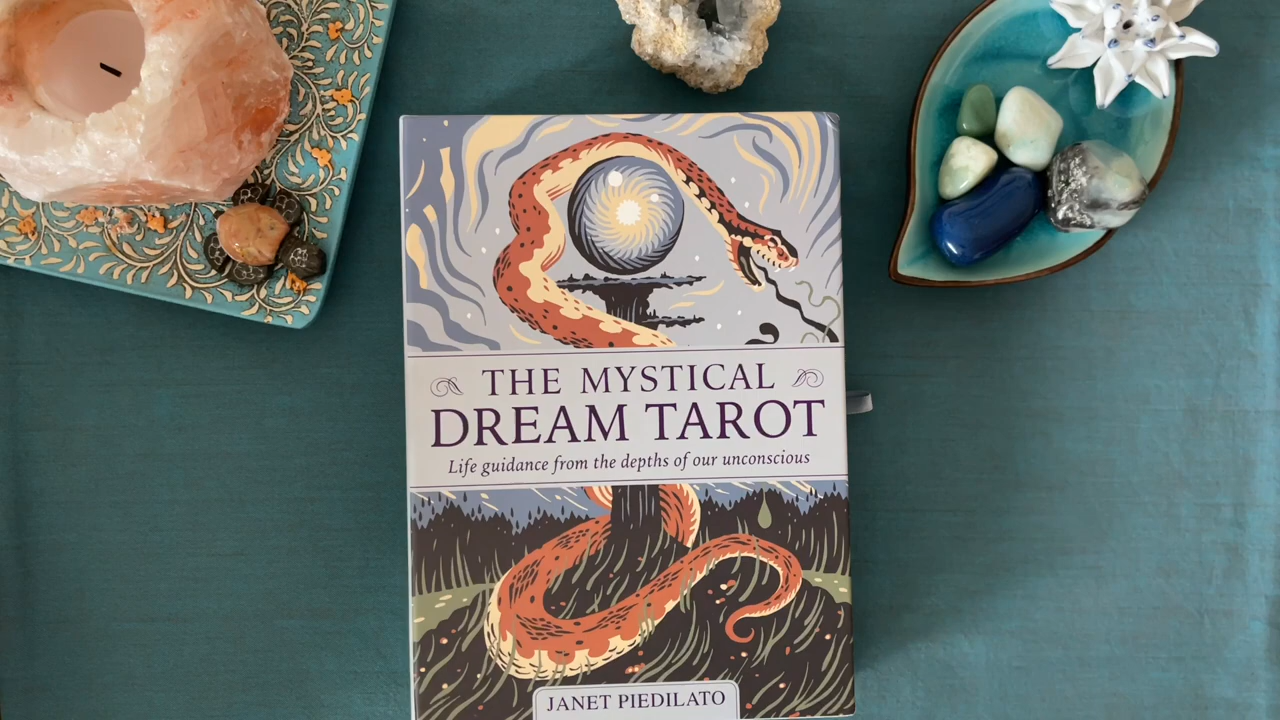 THE MYSTICAL
DREAM TAROT
Life guidance from the depths of our unconscious
JANET PIEDILATO